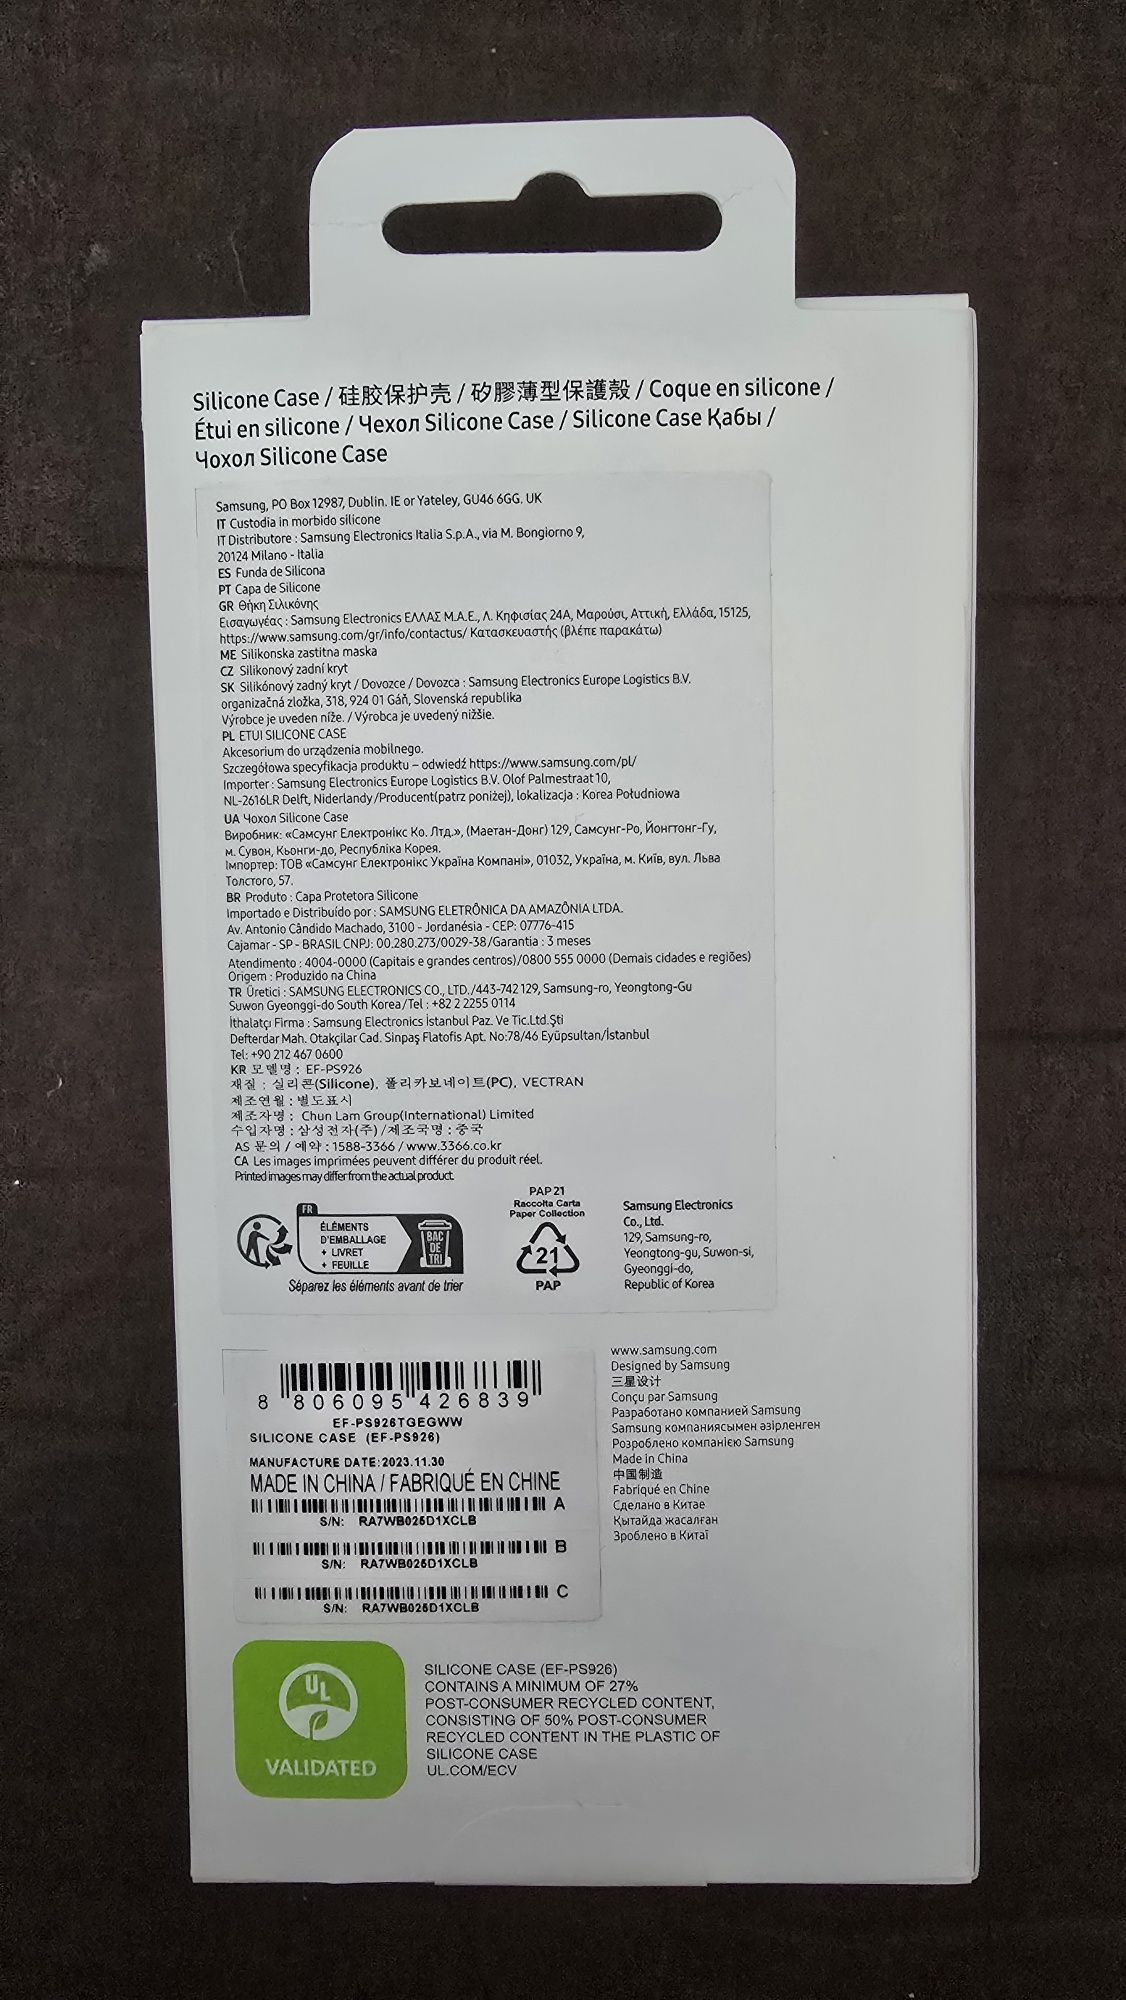 Silicone Case / 硅胶保护壳 / 矽膠薄型保護殼 / Coque en silicone /
Étui en silicone / Чехол Silicone Case / Silicone Case Қабы /
Чохол Silicone Case
Samsung, PO Box 12987, Dublin. IE or Yateley, GU46 6GG. UK
IT Custodia in morbido silicone
IT Distributore : Samsung Electronics Italia S.p.A., via M. Bongiorno 9,
20124 Milano - Italia
ES Funda de Silicona
PT Capa de Silicone
GR Θήκη Σιλικόνης
Εισαγωγέας : Samsung Electronics ΕΛΛΑΣ Μ.Α.Ε., Λ. Κηφισίας 24Α, Μαρούσι, Αττική, Ελλάδα, 15125,
https://www.samsung.com/gr/info/contactus/ Κατασκευαστής (βλέπε παρακάτω)
ME Silikonska zastitna maska
CZ Silikonový zadní kryt
SK Silikónový zadný kryt / Dovozce / Dovozca : Samsung Electronics Europe Logistics B.V.
organizačná zložka, 318, 924 01 Gáň, Slovenská republika
Výrobce je uveden níže. / Výrobca je uvedený nižšie.
PL ETUI SILICONE CASE
Akcesorium do urządzenia mobilnego.
Szczegółowa specyfikacja produktu – odwiedź https://www.samsung.com/pl/
Importer : Samsung Electronics Europe Logistics B.V. Olof Palmestraat 10,
NL-2616LR Delft, Niderlandy /Producent(patrz poniżej), lokalizacja : Korea Południowa
UA Чохол Silicone Case
Виробник: «Самсунг Електронікс Ко. Лтд.», (Маетан-Донг) 129, Самсунг-Ро, Йонгтонг-Гу,
м. Сувон, Кьонги-до, Республіка Корея.
Імпортер: ТОВ «Самсунг Електронікс Україна Компані», 01032, Україна, м. Київ, вул. Льва
Толстого, 57.
BR Produto : Capa Protetora Silicone
Importado e Distribuído por : SAMSUNG ELETRÔNICA DA AMAZÔNIA LTDA.
Av. Antonio Cândido Machado, 3100 - Jordanésia - CEP: 07776-415
Cajamar - SP - BRASIL CNPJ: 00.280.273/0029-38 /Garantia : 3 meses
Atendimento : 4004-0000 (Capitais e grandes centros)/0800 555 0000 (Demais cidades e regiões)
Origem : Produzido na China
TR Üretici : SAMSUNG ELECTRONICS CO., LTD./443-742 129, Samsung-ro, Yeongtong-Gu
Suwon Gyeonggi-do South Korea/Tel : +82 2 2255 0114
İthalatçı Firma : Samsung Electronics İstanbul Paz. Ve Tic.Ltd.Şti
Defterdar Mah. Otakçilar Cad. Sinpaş Flatofis Apt. No:78/46 Eyüpsultan/İstanbul
Tel: +90 212 467 0600
KR 모델명 : EF-PS926
재질 : 실리콘(Silicone), 폴리카보네이트(PC), VECTRAN
제조연월 : 별도표시
제조자명 : Chun Lam Group(International) Limited
수입자명 : 삼성전자(주) /제조국명 : 중국
AS 문의 / 예약 : 1588-3366 / www.3366.co.kr
CA Les images imprimées peuvent différer du produit réel.
Printed images may differ from the actual product.
FR
ÉLÉMENTS
D'EMBALLAGE
+ LIVRET
+ FEUILLE
BAC
DE
TRI
Séparez les éléments avant de trier
PAP 21
Raccolta Carta
Paper Collection
21
PAP
Samsung Electronics
Co., Ltd.
129, Samsung-ro,
Yeongtong-gu, Suwon-si,
Gyeonggi-do,
Republic of Korea
8 806095 426839
EF-PS926TGEGWW
SILICONE CASE (EF-PS926)
MANUFACTURE DATE:2023.11.30
MADE IN CHINA / FABRIQUÉ EN CHINE
A
S/N: RA7WB025D1XCLB
B
S/N: RA7WB025D1XCLB
C
S/N: RA7WB025D1XCLB
www.samsung.com
Designed by Samsung
三星设计
Conçu par Samsung
Разработано компанией Samsung
Samsung компаниясымен әзірленген
Розроблено компанією Samsung
Made in China
中国制造
Fabriqué en Chine
Сделано в Китае
Қытайда жасалған
Зроблено в Китаї
UL
VALIDATED
SILICONE CASE (EF-PS926)
CONTAINS A MINIMUM OF 27%
POST-CONSUMER RECYCLED CONTENT,
CONSISTING OF 50% POST-CONSUMER
RECYCLED CONTENT IN THE PLASTIC OF
SILICONE CASE
UL.COM/ECV